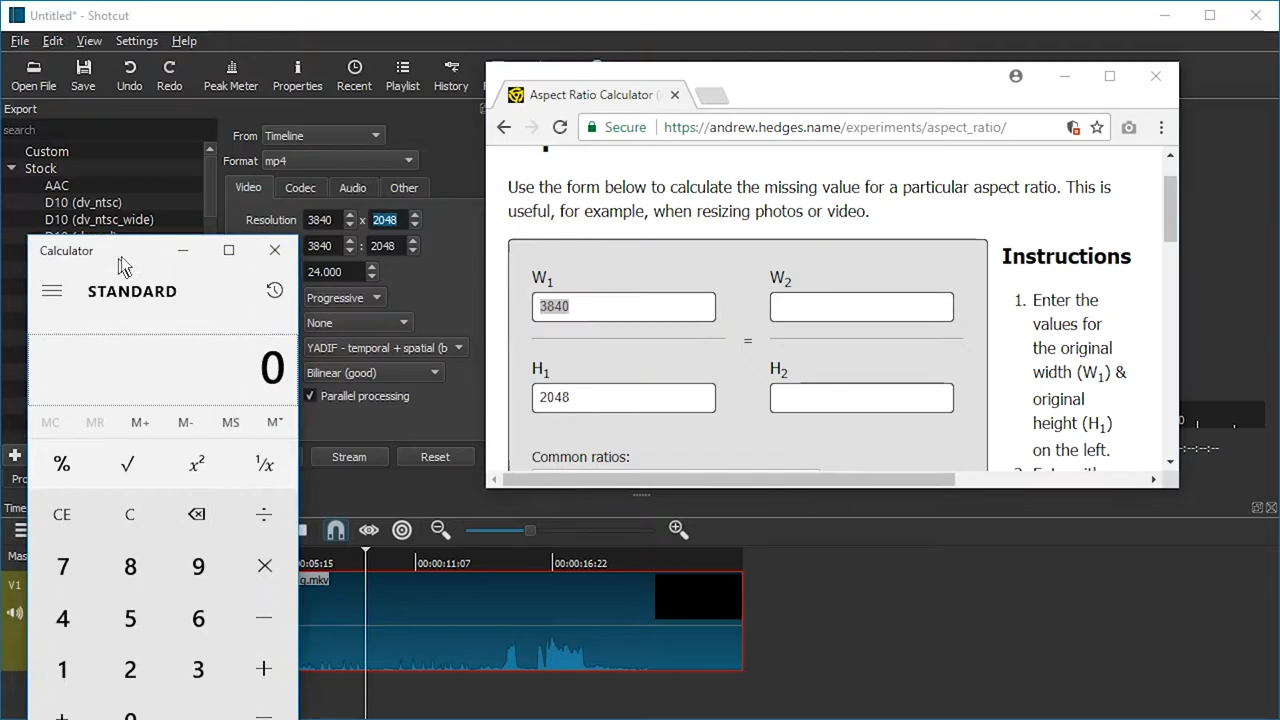 Untitled* - Shotcut
File Edit View Settings Help
Open File Save Undo Redo Peak Meter Properties Recent Playlist History
Export
search
Custom
Stock
AAC
D10 (dv_ntsc)
D10 (dv_ntsc_wide)
From Timeline
Format mp4
Video Codec Audio Other
Resolution 3840 x 2048
3840 : 2048
24.000
Progressive
None
YADIF - temporal + spatial (b
Bilinear (good)
Parallel processing
Stream Reset
Calculator
STANDARD
0
MC MR M+ M- MS M
% √ x² ¹/x
CE C ÷
7 8 9 ×
4 5 6 −
1 2 3 +
Aspect Ratio Calculator (
Secure https://andrew.hedges.name/experiments/aspect_ratio/
Use the form below to calculate the missing value for a particular aspect ratio. This is
useful, for example, when resizing photos or video.
W1 W2
3840
=
H1 H2
2048
Common ratios:
Instructions
1. Enter the
values for
the original
width (W1) &
original
height (H1)
on the left.
Time
Mas
:05:15 00:00:11:07 00:00:16:22
V1
g.mkv